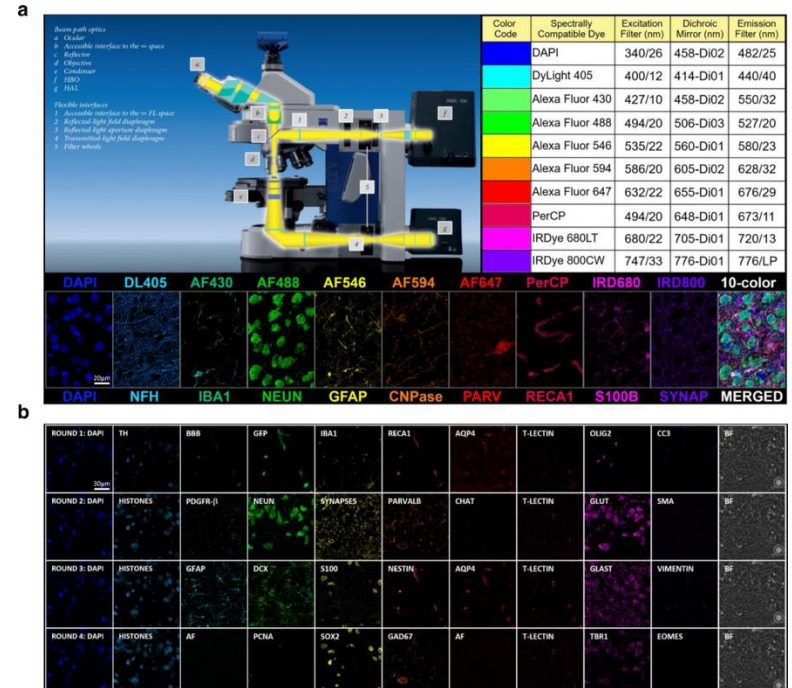 a
Beam path optics
a Ocular
b Accessible interface to the ∞ space
c Reflector
d Objective
e Condenser
f HBO
g HAL
Flexible interfaces
1 Accessible interface to the ∞ FL space
2 Reflected-light field diaphragm
3 Reflected-light aperture diaphragm
4 Transmitted-light field diaphragm
5 Filter wheels
a
b
1
2
3
c
f
d
e
5
4
g
Color Code Spectrally Compatible Dye Excitation Filter (nm) Dichroic Mirror (nm) Emission Filter (nm)
DAPI 340/26 458-Di02 482/25
DyLight 405 400/12 414-Di01 440/40
Alexa Fluor 430 427/10 458-Di02 550/32
Alexa Fluor 488 494/20 506-Di03 527/20
Alexa Fluor 546 535/22 560-Di01 580/23
Alexa Fluor 594 586/20 605-Di02 628/32
Alexa Fluor 647 632/22 655-Di01 676/29
PerCP 494/20 648-Di01 673/11
IRDye 680LT 680/22 705-Di01 720/13
IRDye 800CW 747/33 776-Di01 776/LP
DAPI DL405 AF430 AF488 AF546 AF594 AF647 PerCP IRD680 IRD800 10-color
20µm
DAPI NFH IBA1 NEUN GFAP CNPase PARV RECA1 S100B SYNAP MERGED
b
ROUND 1: DAPI TH BBB GFP IBA1 RECA1 AQP4 T-LECTIN OLIG2 CC3 BF
30µm
ROUND 2: DAPI HISTONES PDGFR-β NEUN SYNAPSES PARVALB CHAT T-LECTIN GLUT SMA BF
ROUND 3: DAPI HISTONES GFAP DCX S100 NESTIN AQP4 T-LECTIN GLAST VIMENTIN BF
ROUND 4: DAPI HISTONES AF PCNA SOX2 GAD67 AF T-LECTIN TBR1 EOMES BF